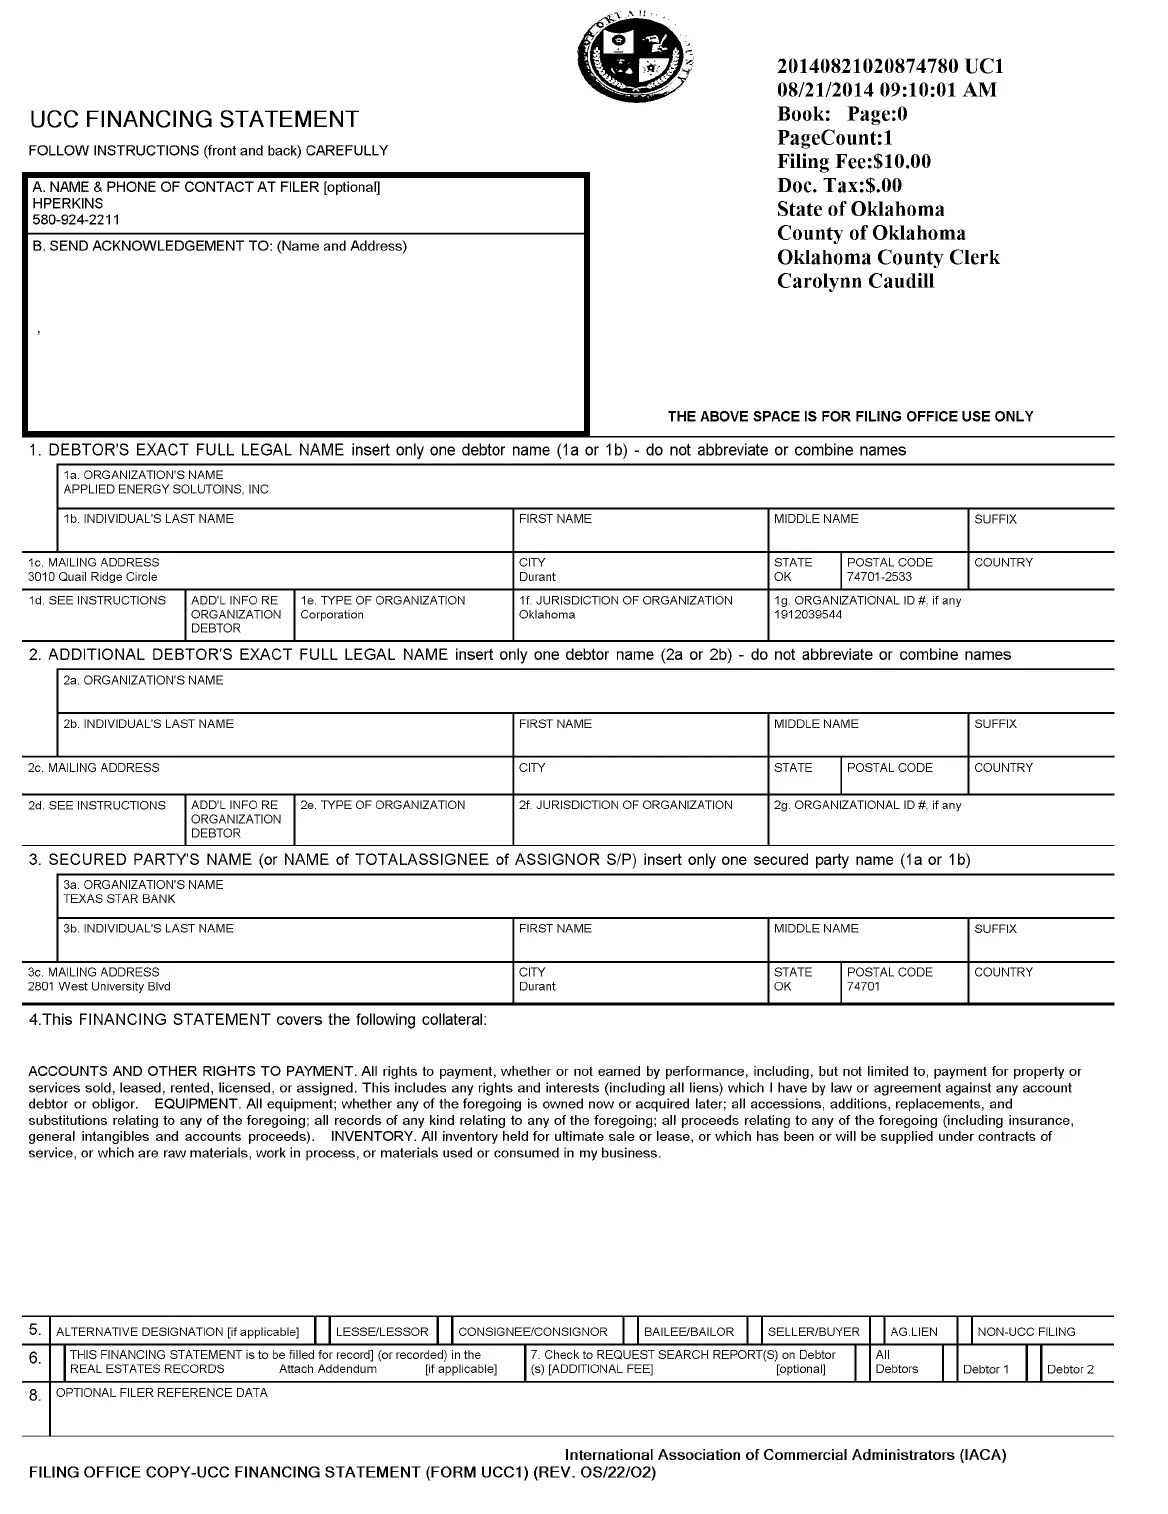 OF OKLAHOMA COUNTY
20140821020874780 UC1
08/21/2014 09:10:01 AM
Book: Page:0
PageCount:1
Filing Fee:$10.00
Doc. Tax:$.00
State of Oklahoma
County of Oklahoma
Oklahoma County Clerk
Carolynn Caudill
UCC FINANCING STATEMENT
FOLLOW INSTRUCTIONS (front and back) CAREFULLY
A. NAME & PHONE OF CONTACT AT FILER [optional]
HPERKINS
580-924-2211
B. SEND ACKNOWLEDGEMENT TO: (Name and Address)
,
THE ABOVE SPACE IS FOR FILING OFFICE USE ONLY
1. DEBTOR'S EXACT FULL LEGAL NAME insert only one debtor name (1a or 1b) - do not abbreviate or combine names
1a. ORGANIZATION'S NAME
APPLIED ENERGY SOLUTOINS, INC
1b. INDIVIDUAL'S LAST NAME FIRST NAME MIDDLE NAME SUFFIX
1c. MAILING ADDRESS CITY STATE POSTAL CODE COUNTRY
3010 Quail Ridge Circle Durant OK 74701-2533
1d. SEE INSTRUCTIONS ADD'L INFO RE 1e. TYPE OF ORGANIZATION 1f. JURISDICTION OF ORGANIZATION 1g. ORGANIZATIONAL ID #, if any
ORGANIZATION Corporation Oklahoma 1912039544
DEBTOR
2. ADDITIONAL DEBTOR'S EXACT FULL LEGAL NAME insert only one debtor name (2a or 2b) - do not abbreviate or combine names
2a. ORGANIZATION'S NAME
2b. INDIVIDUAL'S LAST NAME FIRST NAME MIDDLE NAME SUFFIX
2c. MAILING ADDRESS CITY STATE POSTAL CODE COUNTRY
2d. SEE INSTRUCTIONS ADD'L INFO RE 2e. TYPE OF ORGANIZATION 2f. JURISDICTION OF ORGANIZATION 2g. ORGANIZATIONAL ID #, if any
ORGANIZATION
DEBTOR
3. SECURED PARTY'S NAME (or NAME of TOTALASSIGNEE of ASSIGNOR S/P) insert only one secured party name (1a or 1b)
3a. ORGANIZATION'S NAME
TEXAS STAR BANK
3b. INDIVIDUAL'S LAST NAME FIRST NAME MIDDLE NAME SUFFIX
3c. MAILING ADDRESS CITY STATE POSTAL CODE COUNTRY
2801 West University Blvd Durant OK 74701
4.This FINANCING STATEMENT covers the following collateral:
ACCOUNTS AND OTHER RIGHTS TO PAYMENT. All rights to payment, whether or not earned by performance, including, but not limited to, payment for property or
services sold, leased, rented, licensed, or assigned. This includes any rights and interests (including all liens) which I have by law or agreement against any account
debtor or obligor. EQUIPMENT. All equipment; whether any of the foregoing is owned now or acquired later; all accessions, additions, replacements, and
substitutions relating to any of the foregoing; all records of any kind relating to any of the foregoing; all proceeds relating to any of the foregoing (including insurance,
general intangibles and accounts proceeds). INVENTORY. All inventory held for ultimate sale or lease, or which has been or will be supplied under contracts of
service, or which are raw materials, work in process, or materials used or consumed in my business.
5. ALTERNATIVE DESIGNATION [if applicable] LESSE/LESSOR CONSIGNEE/CONSIGNOR BAILEE/BAILOR SELLER/BUYER AG.LIEN NON-UCC FILING
6. THIS FINANCING STATEMENT is to be filled for record] (or recorded) in the 7. Check to REQUEST SEARCH REPORT(S) on Debtor All
REAL ESTATES RECORDS Attach Addendum [if applicable] (s) [ADDITIONAL FEE] [optional] Debtors Debtor 1 Debtor 2
8. OPTIONAL FILER REFERENCE DATA
International Association of Commercial Administrators (IACA)
FILING OFFICE COPY-UCC FINANCING STATEMENT (FORM UCC1) (REV. OS/22/O2)